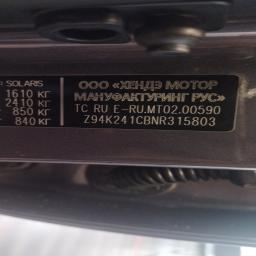 SOLARIS
1610 КГ
2410 КГ
850 КГ
840 КГ
ООО «ХЕНДЭ МОТОР
МАНУФАКТУРИНГ РУС»
ТС RU Е-RU.МТ02.00590
Z94K241CBNR315803